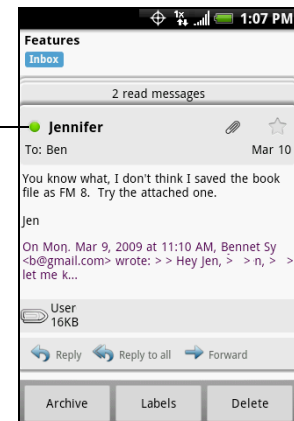 1x 1:07 PM
Features
Inbox
2 read messages
Jennifer
To: Ben Mar 10
You know what, I don't think I saved the book
file as FM 8. Try the attached one.
Jen
On Mon, Mar 9, 2009 at 11:10 AM, Bennet Sy
<b@gmail.com> wrote: > > Hey Jen, > > n, > >
let me k...
User
16KB
Reply Reply to all Forward
Archive Labels Delete